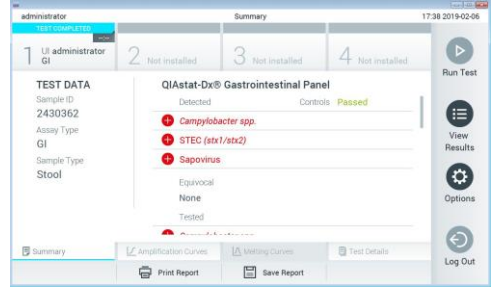 administrator Summary 17:38 2019-02-06
TEST COMPLETED
1 UI administrator GI
2 Not installed
3 Not installed
4 Not installed
Run Test
TEST DATA
Sample ID
2430362
Assay Type
GI
Sample Type
Stool
QIAstat-Dx® Gastrointestinal Panel
Detected Controls Passed
Campylobacter spp.
STEC (stx1/stx2)
Sapovirus
Equivocal
None
Tested
View
Results
Options
Log Out
Summary Amplification Curves Melting Curves Test Details
Print Report Save Report